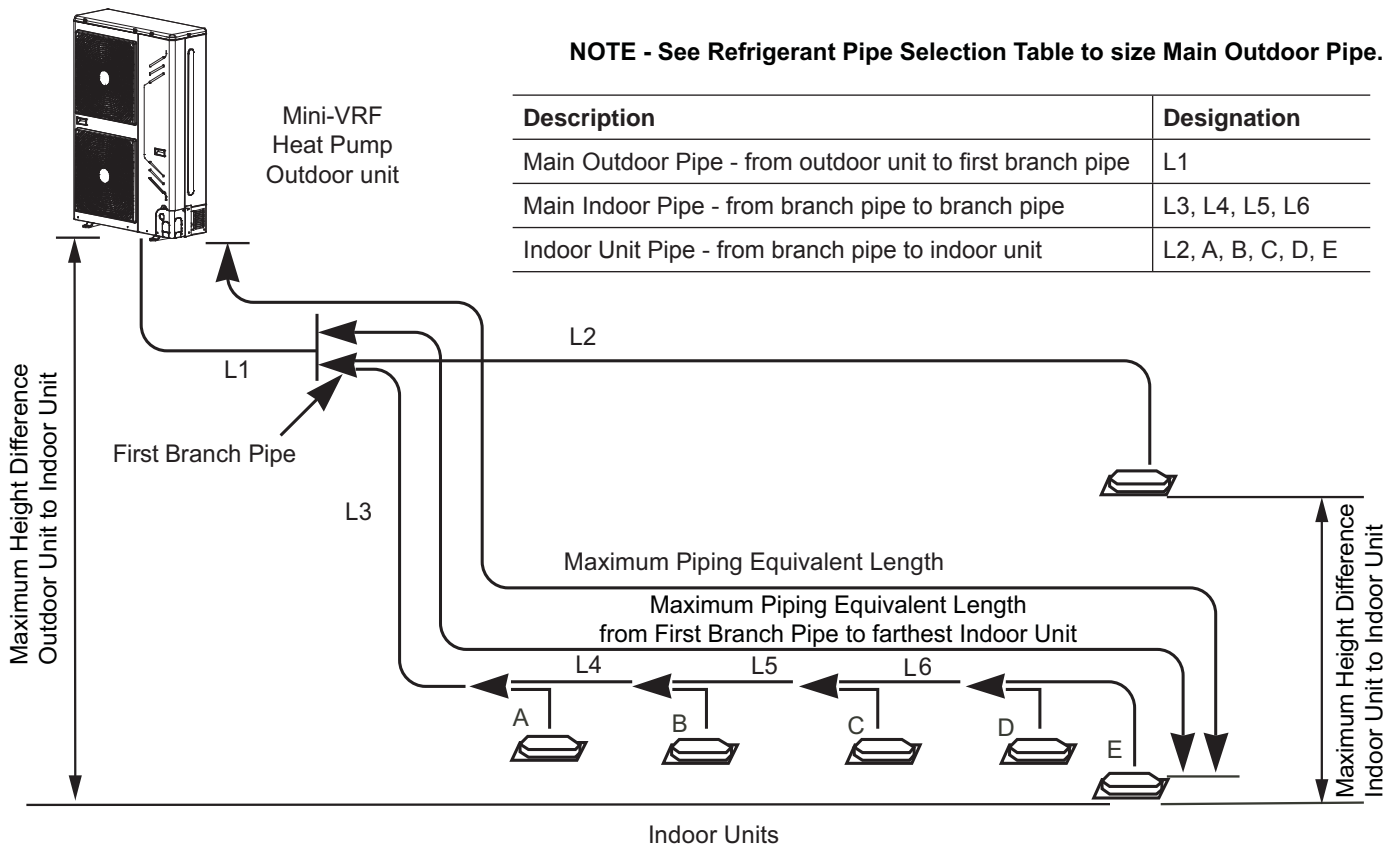 NOTE - See Refrigerant Pipe Selection Table to size Main Outdoor Pipe.
Mini-VRF
Heat Pump
Outdoor unit
Description Designation
Main Outdoor Pipe - from outdoor unit to first branch pipe L1
Main Indoor Pipe - from branch pipe to branch pipe L3, L4, L5, L6
Indoor Unit Pipe - from branch pipe to indoor unit L2, A, B, C, D, E
L2
L1
First Branch Pipe
Maximum Height Difference
Outdoor Unit to Indoor Unit
L3
Maximum Piping Equivalent Length
Maximum Piping Equivalent Length
from First Branch Pipe to farthest Indoor Unit
L4 L5 L6
A B C D E
Maximum Height Difference
Indoor Unit to Indoor Unit
Indoor Units